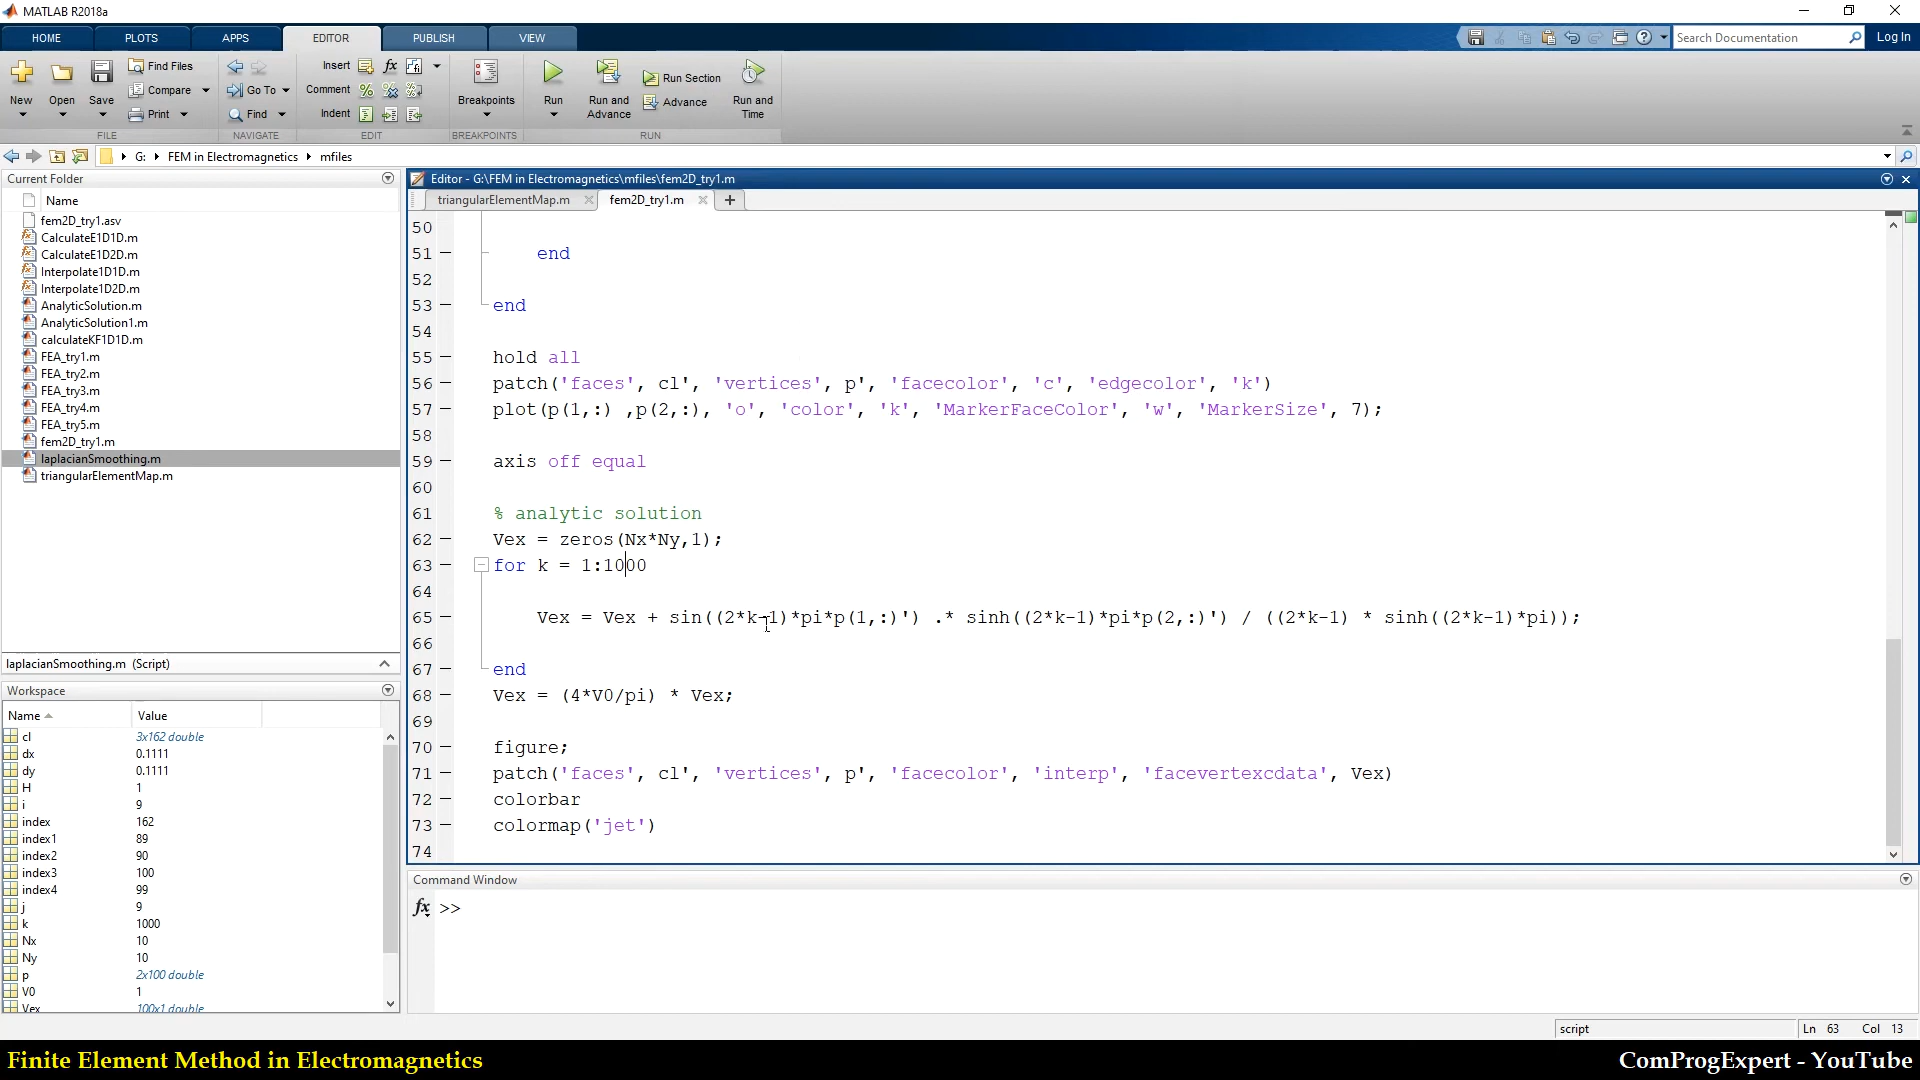 MATLAB R2018a
HOME PLOTS APPS EDITOR PUBLISH VIEW
Search Documentation
Log In
New Open Save
Find Files
Compare
Print
FILE
Go To
Find
NAVIGATE
Insert
Comment
Indent
EDIT
Breakpoints
BREAKPOINTS
Run
Run and Advance
Run Section
Advance
Run and Time
RUN
G: FEM in Electromagnetics mfiles
Current Folder
Name
fem2D_try1.asv
CalculateE1D1D.m
CalculateE1D2D.m
Interpolate1D1D.m
Interpolate1D2D.m
AnalyticSolution.m
AnalyticSolution1.m
calculateKF1D1D.m
FEA_try1.m
FEA_try2.m
FEA_try3.m
FEA_try4.m
FEA_try5.m
fem2D_try1.m
laplacianSmoothing.m
triangularElementMap.m
laplacianSmoothing.m (Script)
Workspace
Name Value
cl 3x162 double
dx 0.1111
dy 0.1111
H 1
i 9
index 162
index1 89
index2 90
index3 100
index4 99
j 9
k 1000
Nx 10
Ny 10
p 2x100 double
V0 1
Vex 100x1 double
Editor - G:\FEM in Electromagnetics\mfiles\fem2D_try1.m
triangularElementMap.m fem2D_try1.m
50
51 end
52
53 end
54
55 hold all
56 patch('faces', cl', 'vertices', p', 'facecolor', 'c', 'edgecolor', 'k')
57 plot(p(1,:) ,p(2,:), 'o', 'color', 'k', 'MarkerFaceColor', 'w', 'MarkerSize', 7);
58
59 axis off equal
60
61 % analytic solution
62 Vex = zeros(Nx*Ny,1);
63 for k = 1:1000
64
65 Vex = Vex + sin((2*k-1)*pi*p(1,:)') .* sinh((2*k-1)*pi*p(2,:)') / ((2*k-1) * sinh((2*k-1)*pi));
66
67 end
68 Vex = (4*V0/pi) * Vex;
69
70 figure;
71 patch('faces', cl', 'vertices', p', 'facecolor', 'interp', 'facevertexcdata', Vex)
72 colorbar
73 colormap('jet')
74
Command Window
fx >>
script
Ln 63 Col 13
Finite Element Method in Electromagnetics
ComProgExpert - YouTube